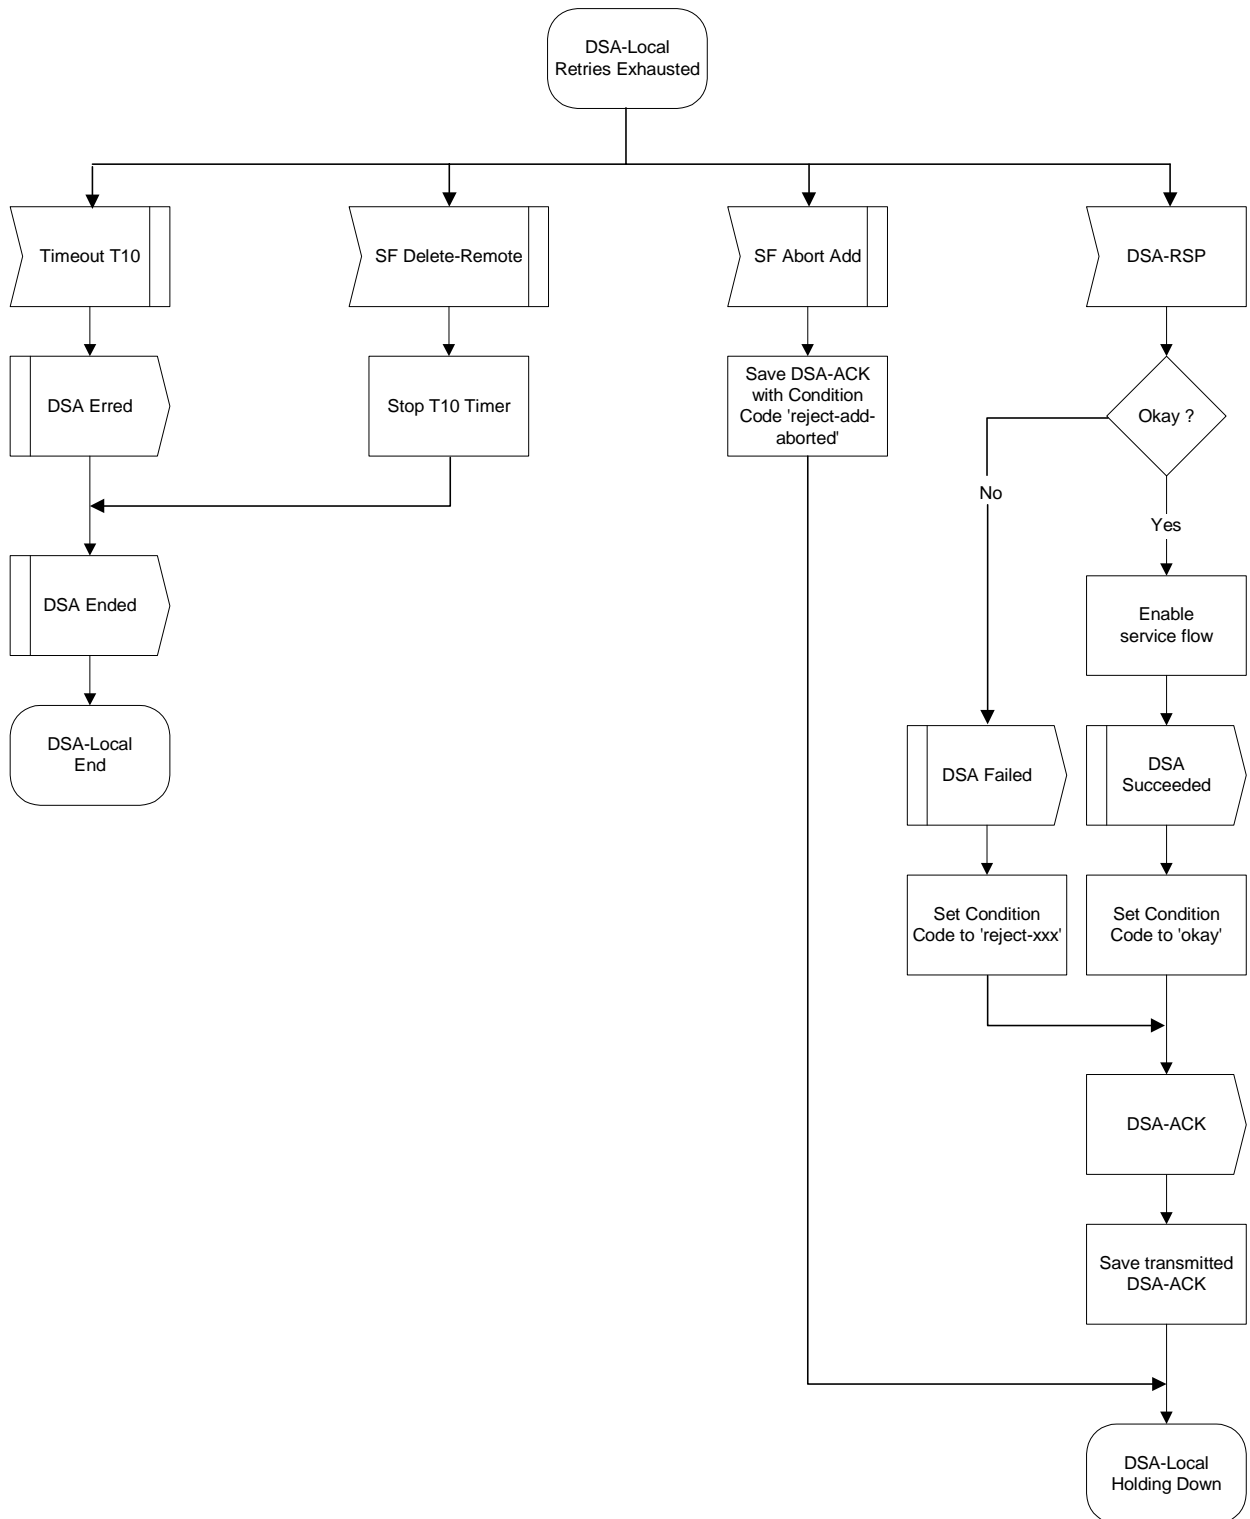 DSA-Local
Retries Exhausted
Timeout T10
SF Delete-Remote
SF Abort Add
DSA-RSP
DSA Erred
Stop T10 Timer
Save DSA-ACK
with Condition
Code 'reject-add-
aborted'
Okay ?
No
Yes
DSA Ended
Enable
service flow
DSA-Local
End
DSA Failed
DSA
Succeeded
Set Condition
Code to 'reject-xxx'
Set Condition
Code to 'okay'
DSA-ACK
Save transmitted
DSA-ACK
DSA-Local
Holding Down